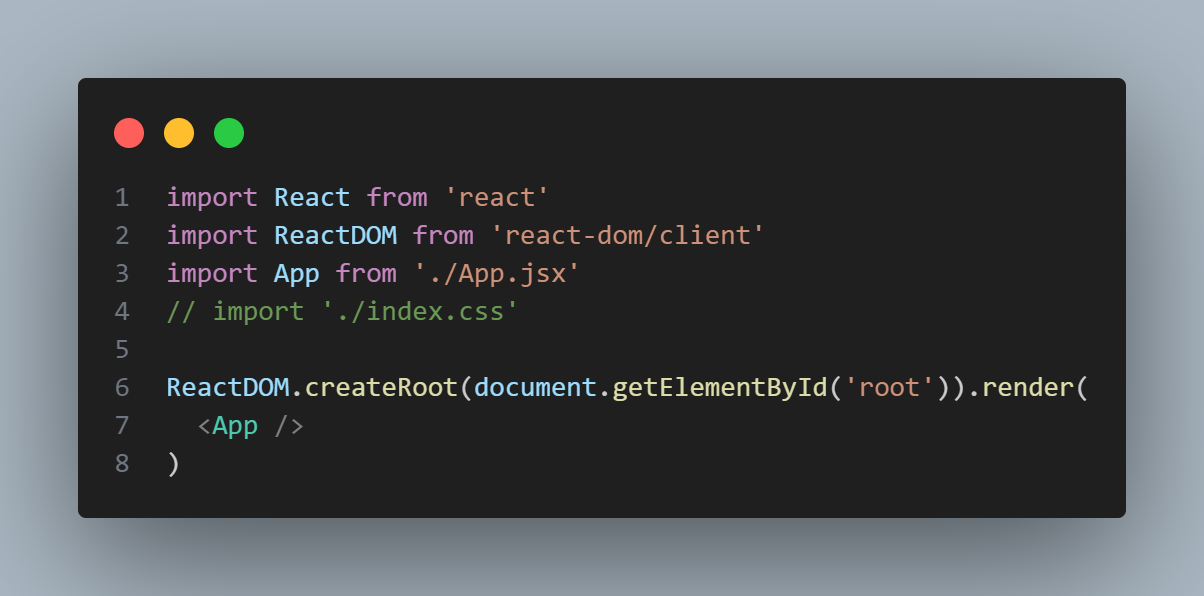 1 import React from 'react'
2 import ReactDOM from 'react-dom/client'
3 import App from './App.jsx'
4 // import './index.css'
5
6 ReactDOM.createRoot(document.getElementById('root')).render(
7   <App />
8 )